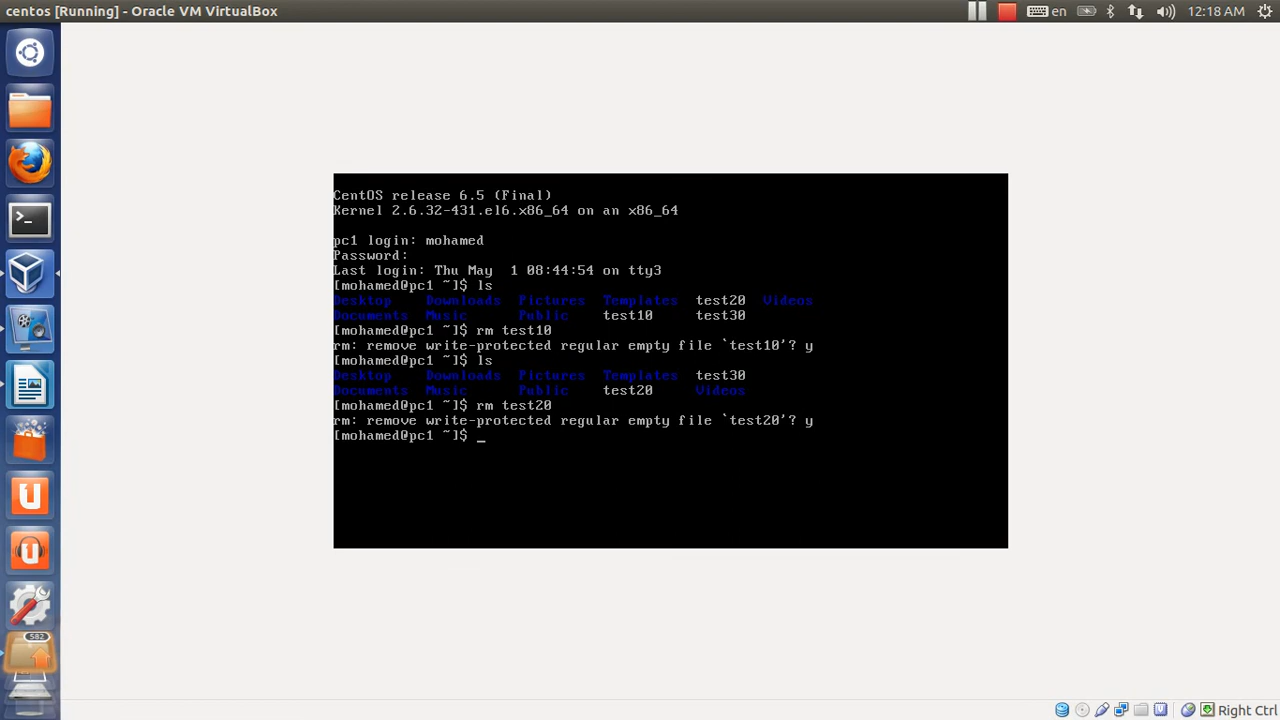 centos [Running] - Oracle VM VirtualBox
en
12:18 AM
CentOS release 6.5 (Final)
Kernel 2.6.32-431.el6.x86_64 on an x86_64
pc1 login: mohamed
Password:
Last login: Thu May  1 08:44:54 on tty3
[mohamed@pc1 ~]$ ls
Desktop    Downloads  Pictures  Templates  test20  Videos
Documents  Music      Public    test10     test30
[mohamed@pc1 ~]$ rm test10
rm: remove write-protected regular empty file `test10'? y
[mohamed@pc1 ~]$ ls
Desktop    Downloads  Pictures  Templates  test30
Documents  Music      Public    test20     Videos
[mohamed@pc1 ~]$ rm test20
rm: remove write-protected regular empty file `test20'? y
[mohamed@pc1 ~]$ _
582
Right Ctrl